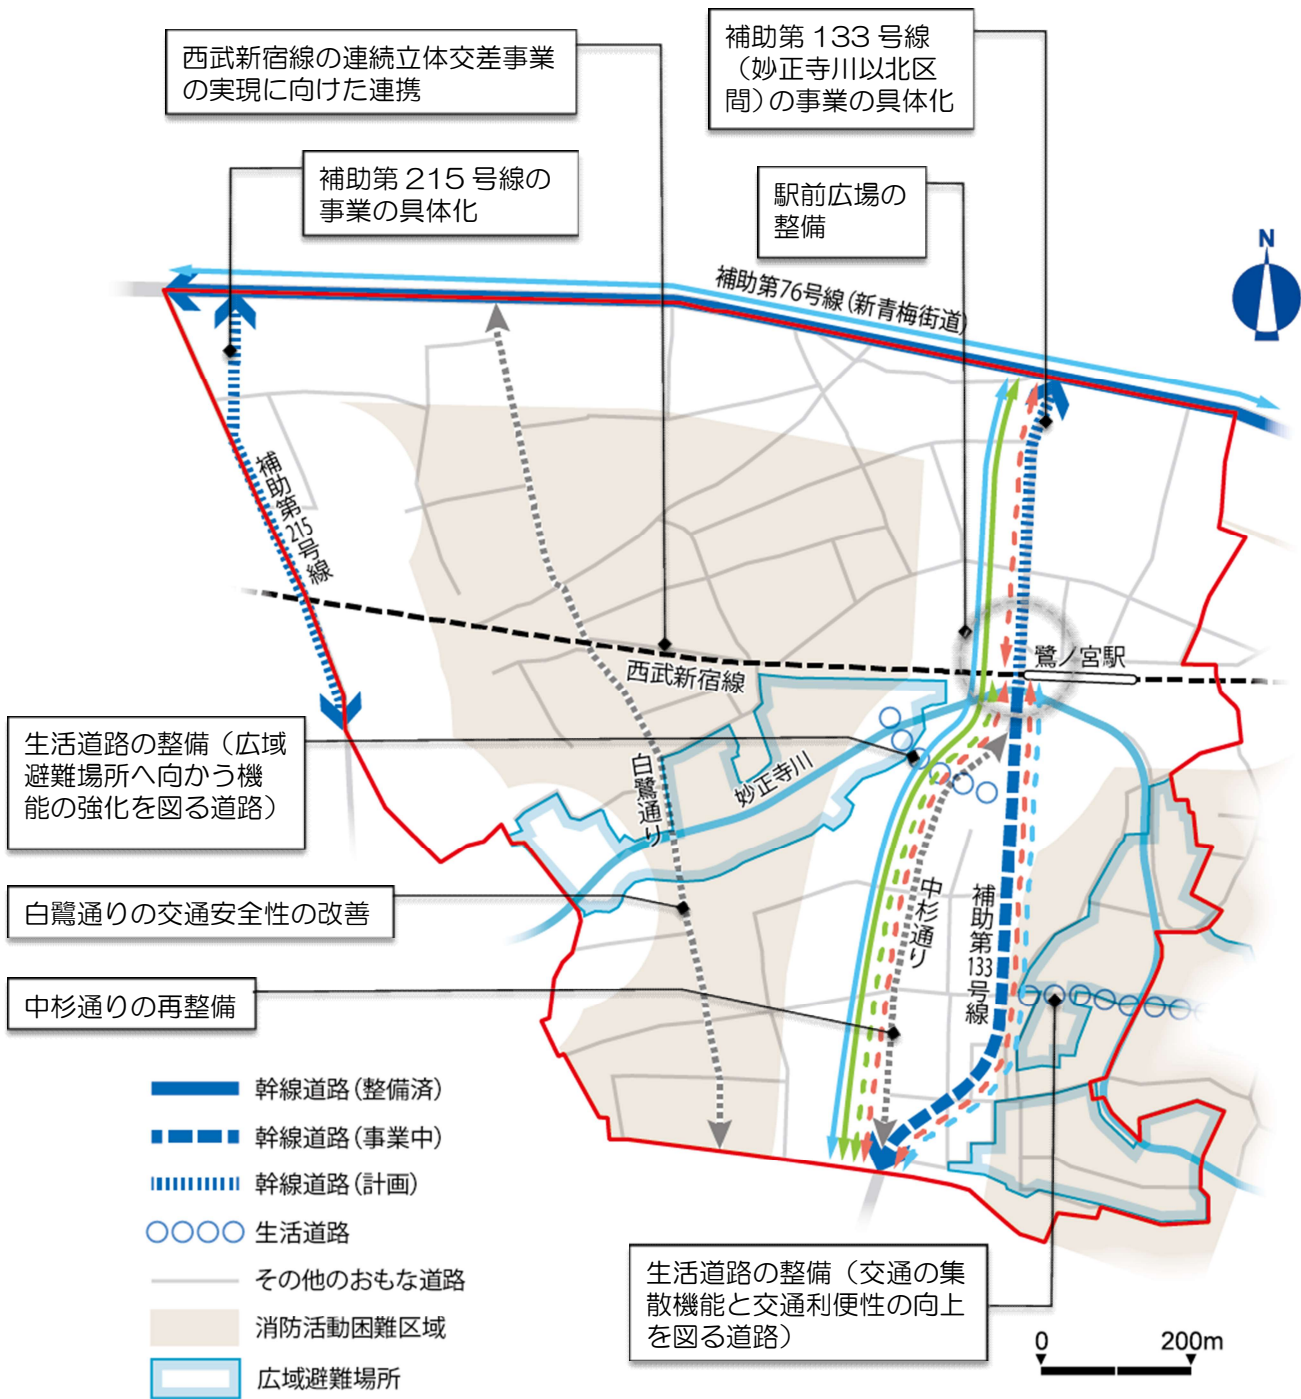 西武新宿線の連続立体交差事業
の実現に向けた連携
補助第 133 号線
（妙正寺川以北区
間）の事業の具体化
補助第 215 号線の
事業の具体化
駅前広場の
整備
N
補助第76号線（新青梅街道）
補助第215号線
西武新宿線
鷺ノ宮駅
生活道路の整備（広域
避難場所へ向かう機
能の強化を図る道路）
白鷺通り
妙正寺川
白鷺通りの交通安全性の改善
中杉通り
補助第133号線
中杉通りの再整備
幹線道路（整備済）
幹線道路（事業中）
幹線道路（計画）
生活道路
その他のおもな道路
消防活動困難区域
広域避難場所
生活道路の整備（交通の集
散機能と交通利便性の向上
を図る道路）
0 200m